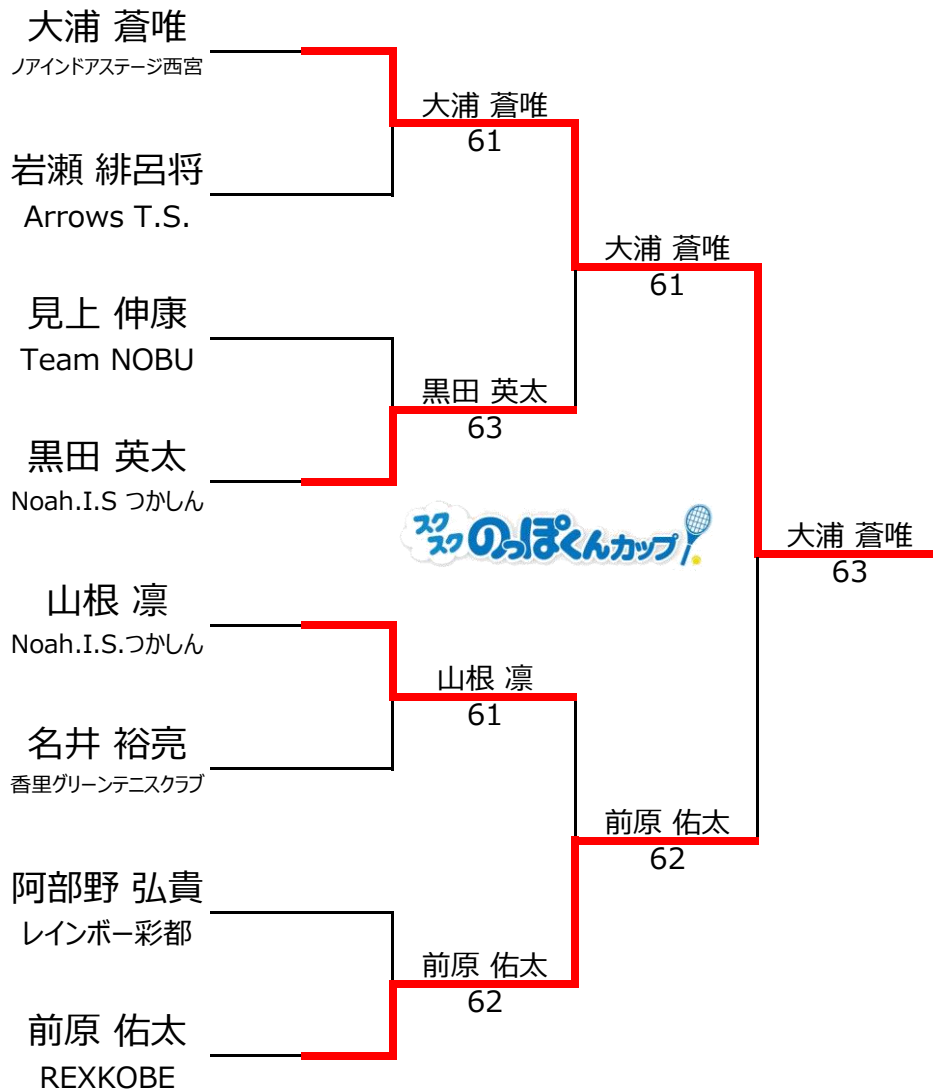 大浦 蒼唯
ノアインドアステージ西宮
大浦 蒼唯
61
岩瀬 緋呂将
Arrows T.S.
大浦 蒼唯
61
見上 伸康
Team NOBU
黒田 英太
63
黒田 英太
Noah.I.S つかしん
スクスク のっぽくんカップ
大浦 蒼唯
63
山根 凛
Noah.I.S.つかしん
山根 凛
61
名井 裕亮
香里グリーンテニスクラブ
前原 佑太
62
阿部野 弘貴
レインボー彩都
前原 佑太
62
前原 佑太
REXKOBE